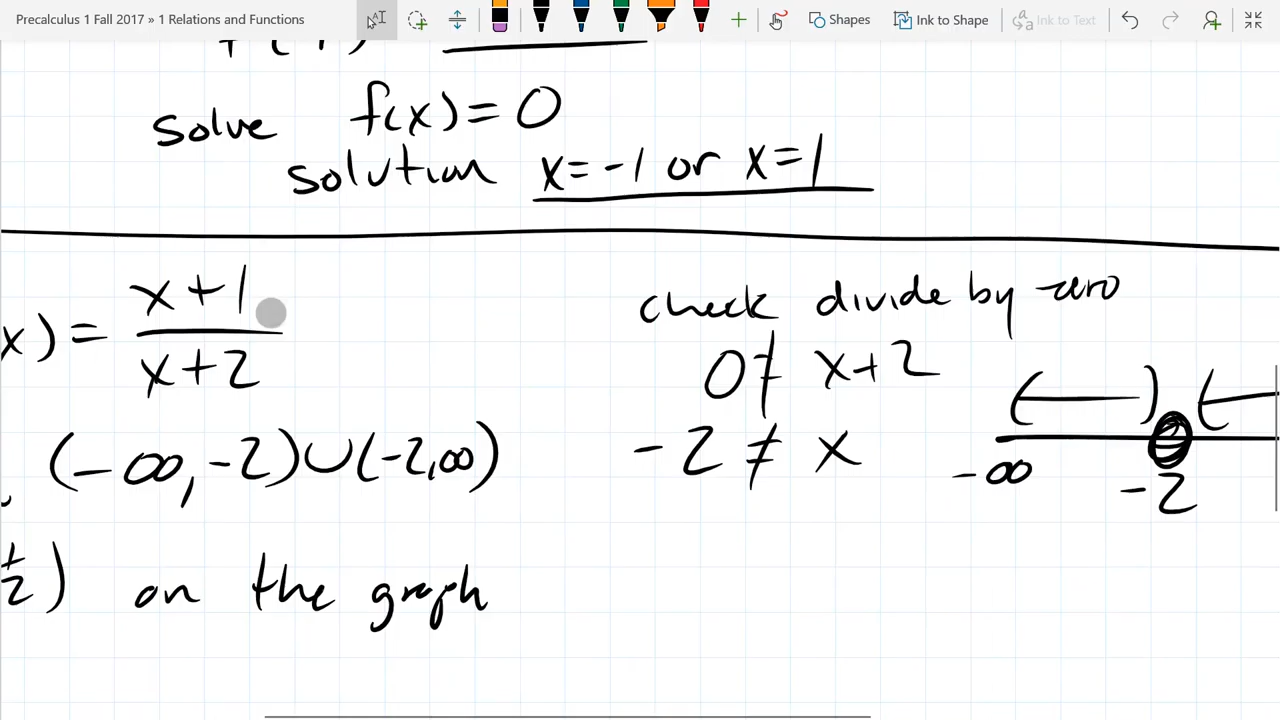 Precalculus 1 Fall 2017 » 1 Relations and Functions
Shapes
Ink to Shape
Ink to Text
solve f(x) = 0
solution x = -1 or x = 1
x) = x+1
x+2
check divide by zero
0 ≠ x+2
(-∞, -2) ∪ (-2, ∞)
-2 ≠ x
-∞
-2
2) on the graph